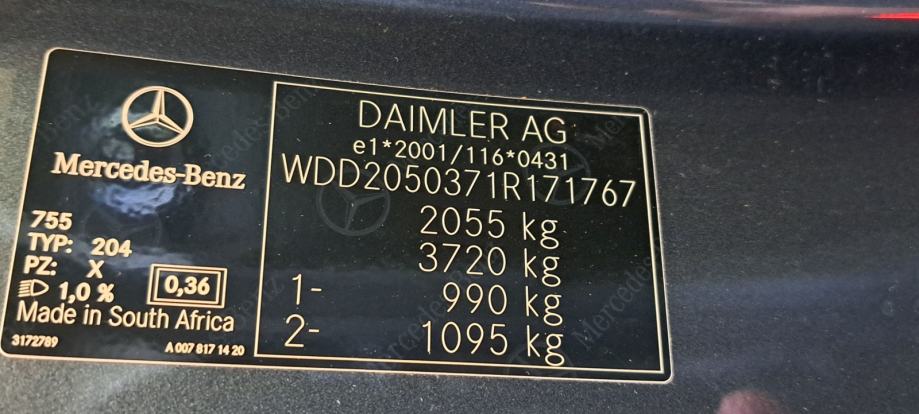 Mercedes-Benz
755
TYP: 204
PZ: X
1,0 %
0,36
Made in South Africa
3172789
A 007 817 14 20
DAIMLER AG
e1*2001/116*0431
WDD2050371R171767
2055 kg
3720 kg
1- 990 kg
2- 1095 kg